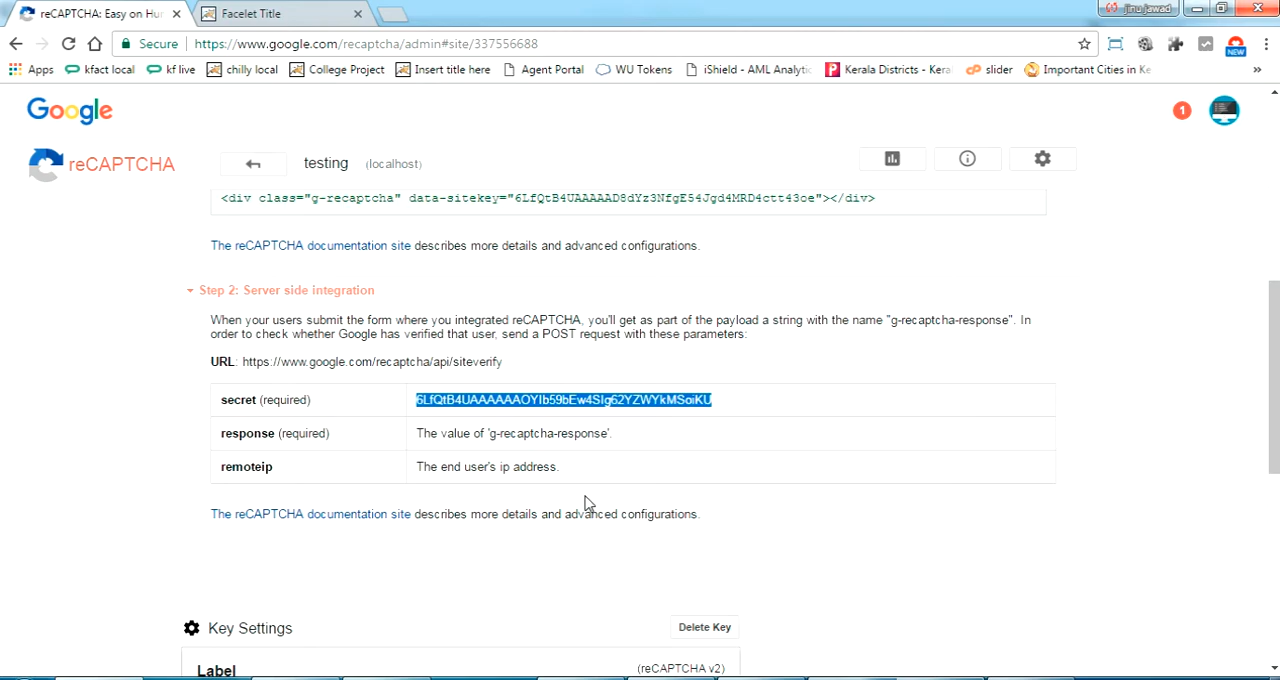 reCAPTCHA: Easy on Hu
Facelet Title
jinu jawad
Secure
https://www.google.com/recaptcha/admin#site/337556688
NEW
Apps
kfact local
kf live
chilly local
College Project
Insert title here
Agent Portal
WU Tokens
iShield - AML Analytic
Kerala Districts - Kera
slider
Important Cities in Ke
»
Google
1
reCAPTCHA
testing (localhost)
<div class="g-recaptcha" data-sitekey="6LfQtB4UAAAAAD8dYz3NfgE54Jgd4MRD4ctt43oe"></div>
The reCAPTCHA documentation site describes more details and advanced configurations.
Step 2: Server side integration
When your users submit the form where you integrated reCAPTCHA, you'll get as part of the payload a string with the name "g-recaptcha-response". In
order to check whether Google has verified that user, send a POST request with these parameters:
URL: https://www.google.com/recaptcha/api/siteverify
secret (required)
6LfQtB4UAAAAAAOYIb59bEw4SIg62YZWYkMSoiKU
response (required)
The value of 'g-recaptcha-response'.
remoteip
The end user's ip address.
The reCAPTCHA documentation site describes more details and advanced configurations.
Key Settings
Delete Key
Label
(reCAPTCHA v2)